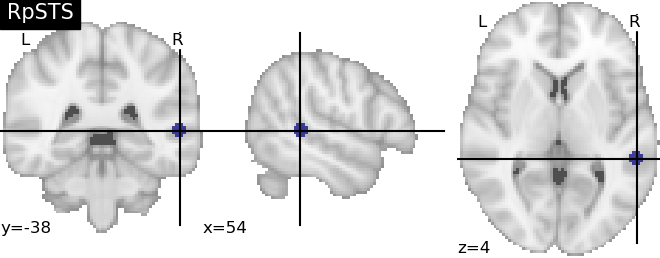 RpSTS
L R
L R
y=-38
x=54
z=4